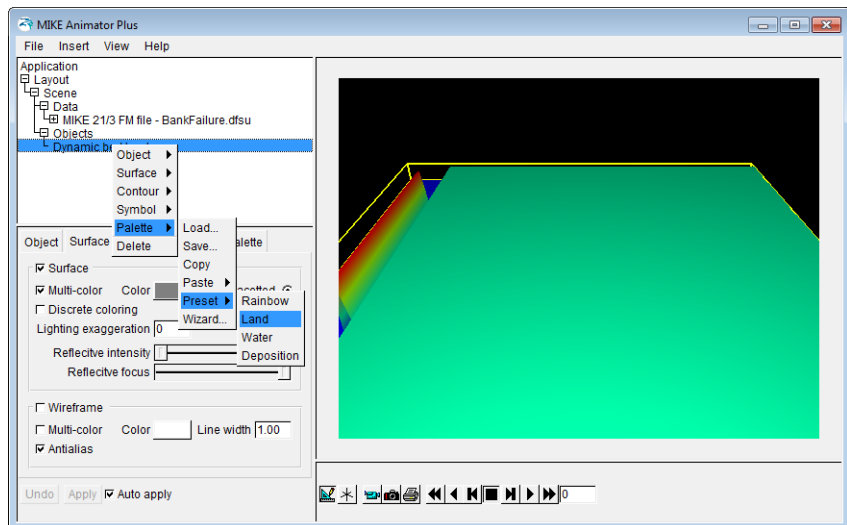 MIKE Animator Plus
File Insert View Help
Application
Layout
Scene
Data
MIKE 21/3 FM file - BankFailure.dfsu
Objects
Dynamic be
Object
Surface
Contour
Symbol
Palette
Delete
Load...
Save...
Copy
Paste
Preset
Wizard...
Rainbow
Land
Water
Deposition
Object Surface alette
Surface
Multi-color Color acetted
Discrete coloring
Lighting exaggeration 0
Reflecitve intensity
Reflecitve focus
Wireframe
Multi-color Color Line width 1.00
Antialias
Undo Apply Auto apply
0